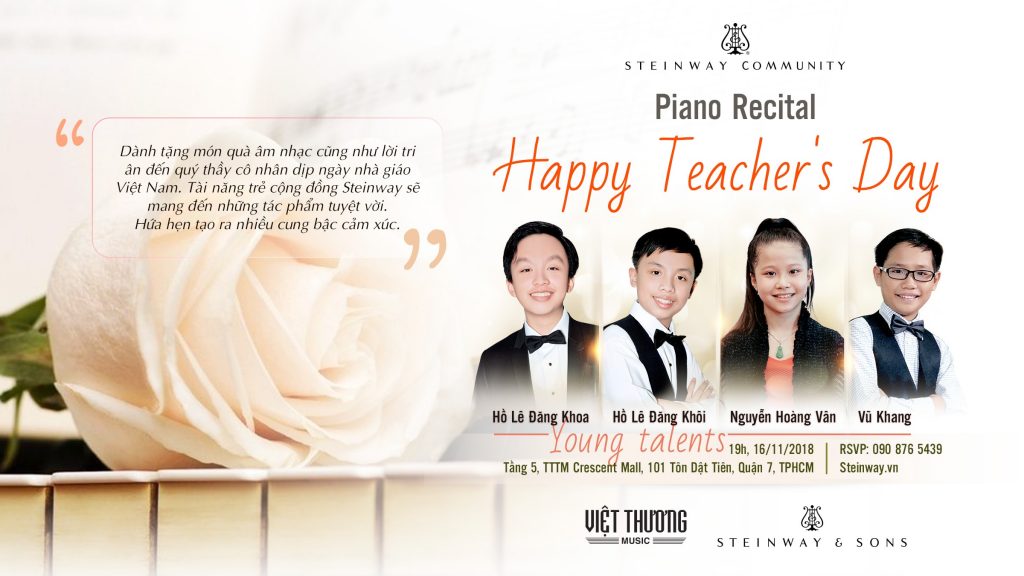 STEINWAY COMMUNITY
Piano Recital
Happy Teacher's Day
“
Dành tặng món quà âm nhạc cũng như lời tri
ân đến quý thầy cô nhân dịp ngày nhà giáo
Việt Nam. Tài năng trẻ cộng đồng Steinway sẽ
mang đến những tác phẩm tuyệt vời.
Hứa hẹn tạo ra nhiều cung bậc cảm xúc.
”
Hồ Lê Đăng Khoa Hồ Lê Đăng Khôi Nguyễn Hoàng Vân Vũ Khang
Young talents
19h, 16/11/2018 RSVP: 090 876 5439
Tầng 5, TTTM Crescent Mall, 101 Tôn Dật Tiên, Quận 7, TPHCM Steinway.vn
VIỆT THƯƠNG
MUSIC
STEINWAY & SONS